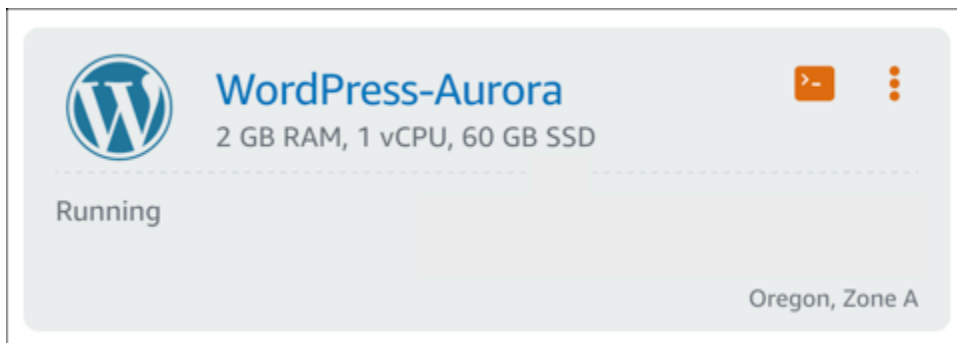 WordPress-Aurora
2 GB RAM, 1 vCPU, 60 GB SSD
Running
Oregon, Zone A